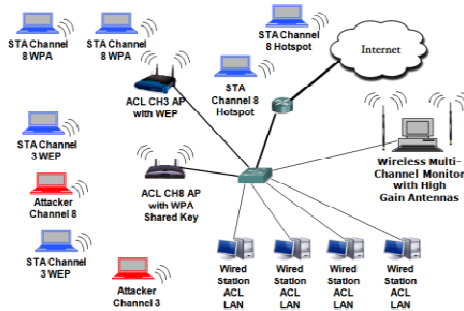 STA Channel
8 WPA
STA Channel
8 WPA
STA Channel
8 Hotspot
Internet
STA
Channel 8
Hotspot
ACL CH3 AP
with WEP
STA Channel
3 WEP
Wireless Multi-
Channel Monitor
with High
Gain Antennas
ACL CH8 AP
with WPA
Shared Key
Attacker
Channel 8
STA Channel
3 WEP
Attacker
Channel 3
Wired
Station
ACL
LAN
Wired
Station
ACL
LAN
Wired
Station
ACL
LAN
Wired
Station
ACL
LAN